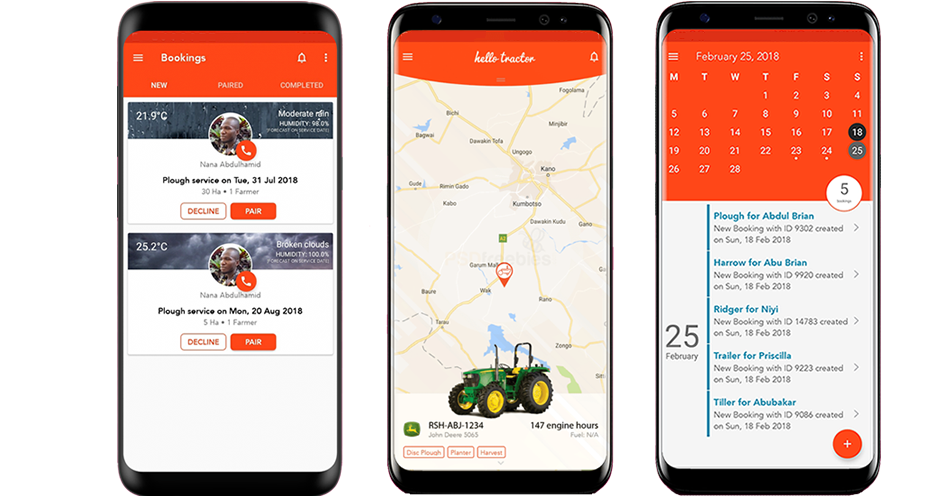 Bookings
NEW PAIRED COMPLETED
21.9°C
Moderate rain
HUMIDITY: 98.0%
(FORECAST ON SERVICE DATE)
Nana Abdulhamid
Plough service on Tue, 31 Jul 2018
30 Ha • 1 Farmer
DECLINE PAIR
25.2°C
Broken clouds
HUMIDITY: 100.0%
(FORECAST ON SERVICE DATE)
Nana Abdulhamid
Plough service on Mon, 20 Aug 2018
5 Ha • 1 Farmer
DECLINE PAIR
hello tractor
Fogolama
Bagwai
Bichi
Dawakin Tofa
Minjibir
Ungogo
Gude
Rimin Gado
Kano
Kabo
Kumbotso
Dawakin Kudu
Gaya
A2
Garum Mall
Wak
Baure
Rano
Tarau
Zongo
Sum
RSH-ABJ-1234
John Deere 5065
147 engine hours
Fuel: N/A
Disc Plough Planter Harvest
February 25, 2018
M T W T F S S
1 2 3 4
5 6 7 8 9 10 11
12 13 14 15 16 17 18
19 20 21 22 23 24 25
26 27 28
5
bookings
25
February
Plough for Abdul Brian
New Booking with ID 9302 created
on Sun, 18 Feb 2018
Harrow for Abu Brian
New Booking with ID 9920 created
on Sun, 18 Feb 2018
Ridger for Niyi
New Booking with ID 14783 created
on Sun, 18 Feb 2018
Trailer for Priscilla
New Booking with ID 9223 created
on Sun, 18 Feb 2018
Tiller for Abubakar
New Booking with ID 9086 created
on Sun, 18 Feb 2018
+